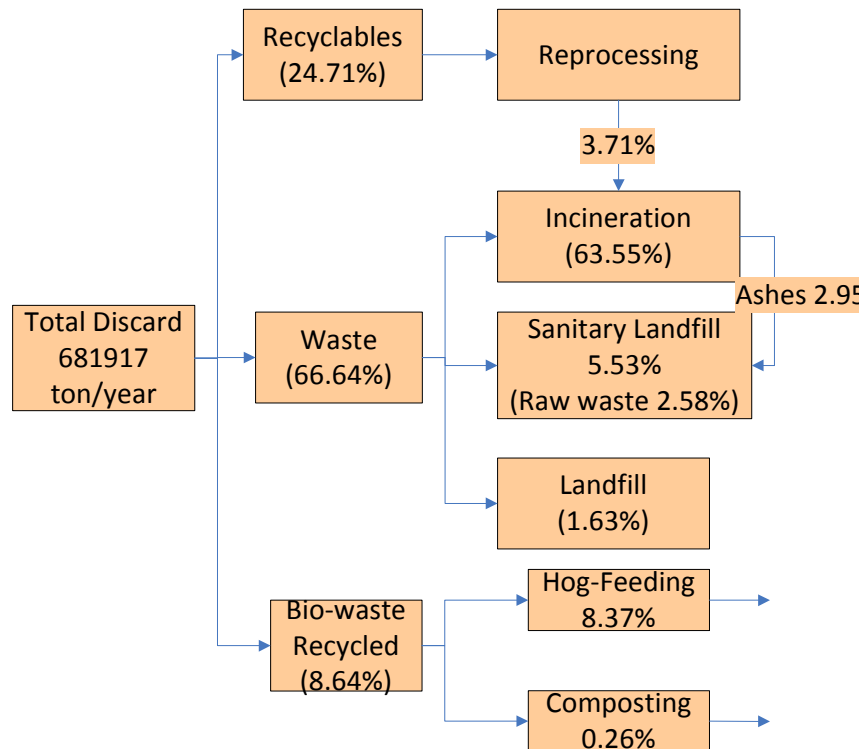 Recyclables
(24.71%)
Reprocessing
3.71%
Incineration
(63.55%)
Ashes 2.95
Total Discard
681917
ton/year
Waste
(66.64%)
Sanitary Landfill
5.53%
(Raw waste 2.58%)
Landfill
(1.63%)
Bio-waste
Recycled
(8.64%)
Hog-Feeding
8.37%
Composting
0.26%